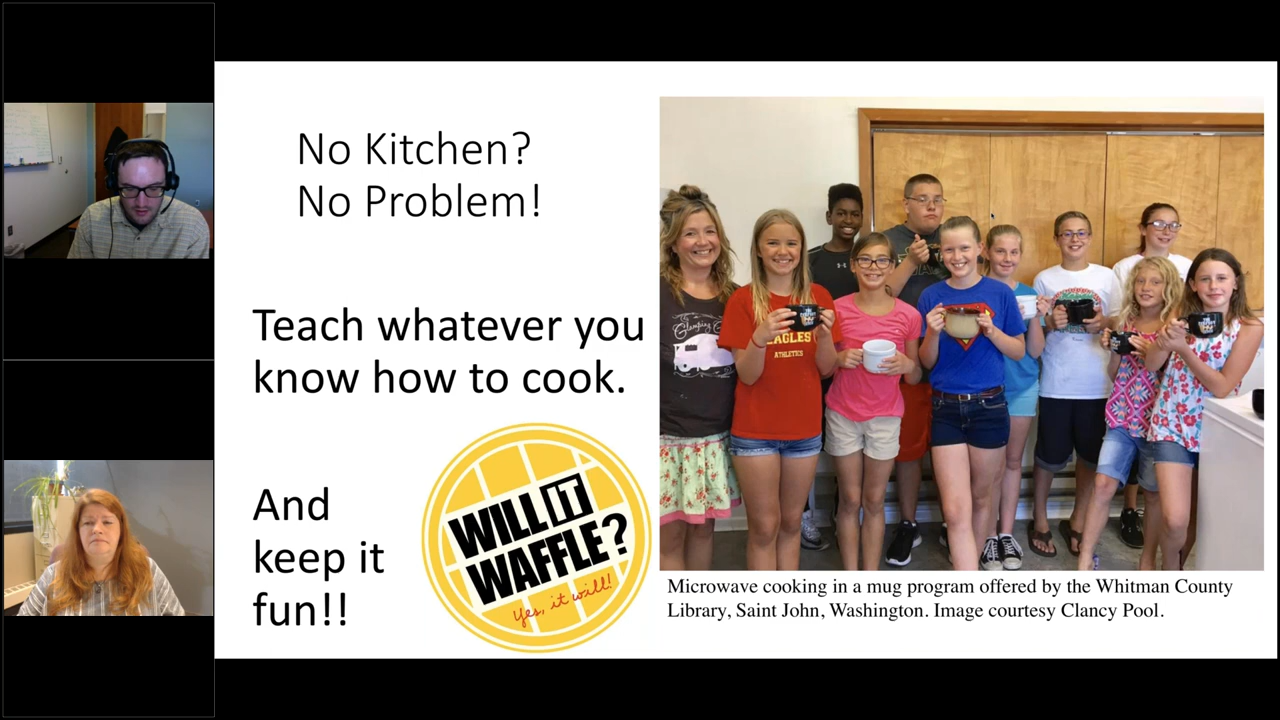 No Kitchen?
No Problem!
Teach whatever you
know how to cook.
And
keep it
fun!!
WILL IT
WAFFLE?
yes, it will!
EAGLES
ATHLETICS
Microwave cooking in a mug program offered by the Whitman County
Library, Saint John, Washington. Image courtesy Clancy Pool.